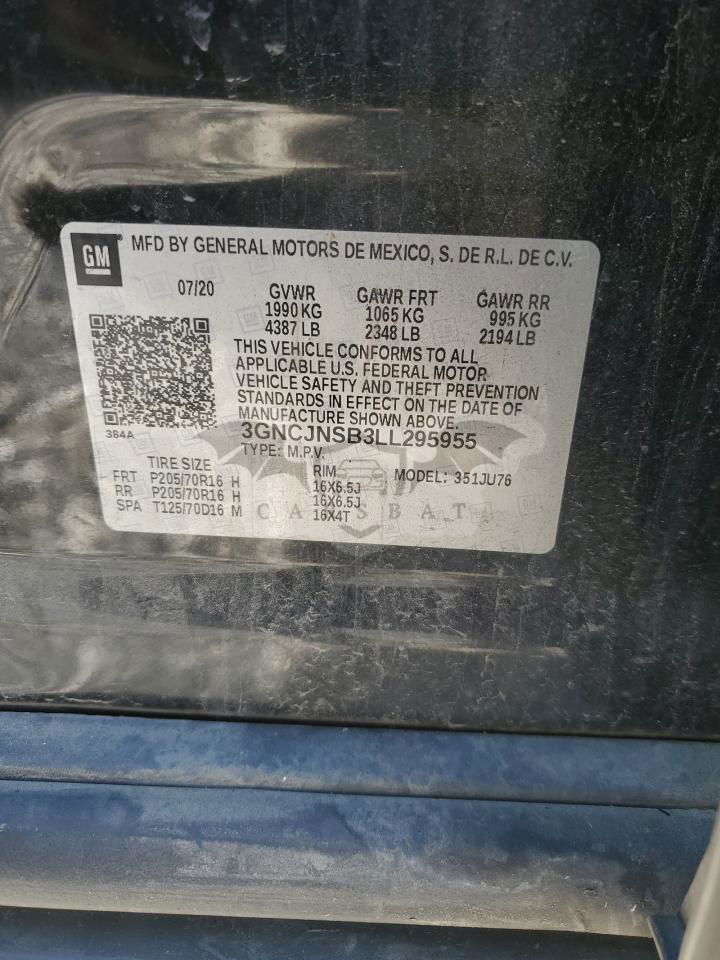 GM
MFD BY GENERAL MOTORS DE MEXICO, S. DE R.L. DE C.V.
07/20 GVWR GAWR FRT GAWR RR
1990 KG 1065 KG 995 KG
4387 LB 2348 LB 2194 LB
THIS VEHICLE CONFORMS TO ALL
APPLICABLE U.S. FEDERAL MOTOR
VEHICLE SAFETY AND THEFT PREVENTION
STANDARDS IN EFFECT ON THE DATE OF
MANUFACTURE SHOWN ABOVE.
384A
3GNCJNSB3LL295955
TYPE: M.P.V. MODEL: 351JU76
TIRE SIZE RIM
FRT P205/70R16 H 16X6.5J
RR P205/70R16 H 16X6.5J
SPA T125/70D16 M 16X4T
CARSBAT